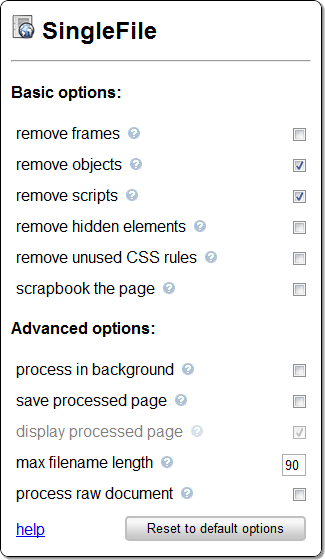 SingleFile
Basic options:
remove frames ?
remove objects ?
remove scripts ?
remove hidden elements ?
remove unused CSS rules ?
scrapbook the page ?
Advanced options:
process in background ?
save processed page ?
display processed page ?
max filename length ? 90
process raw document ?
help Reset to default options